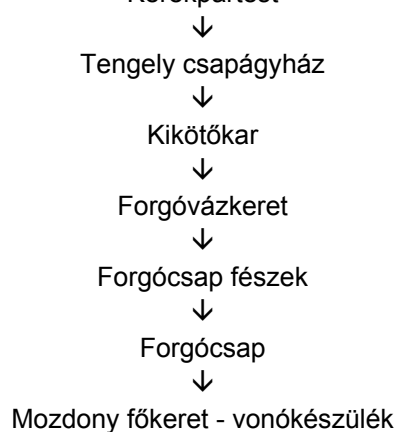 ↓
Tengely csapágyház
↓
Kikötőkar
↓
Forgóvázkeret
↓
Forgócsap fészek
↓
Forgócsap
↓
Mozdony főkeret - vonókészülék